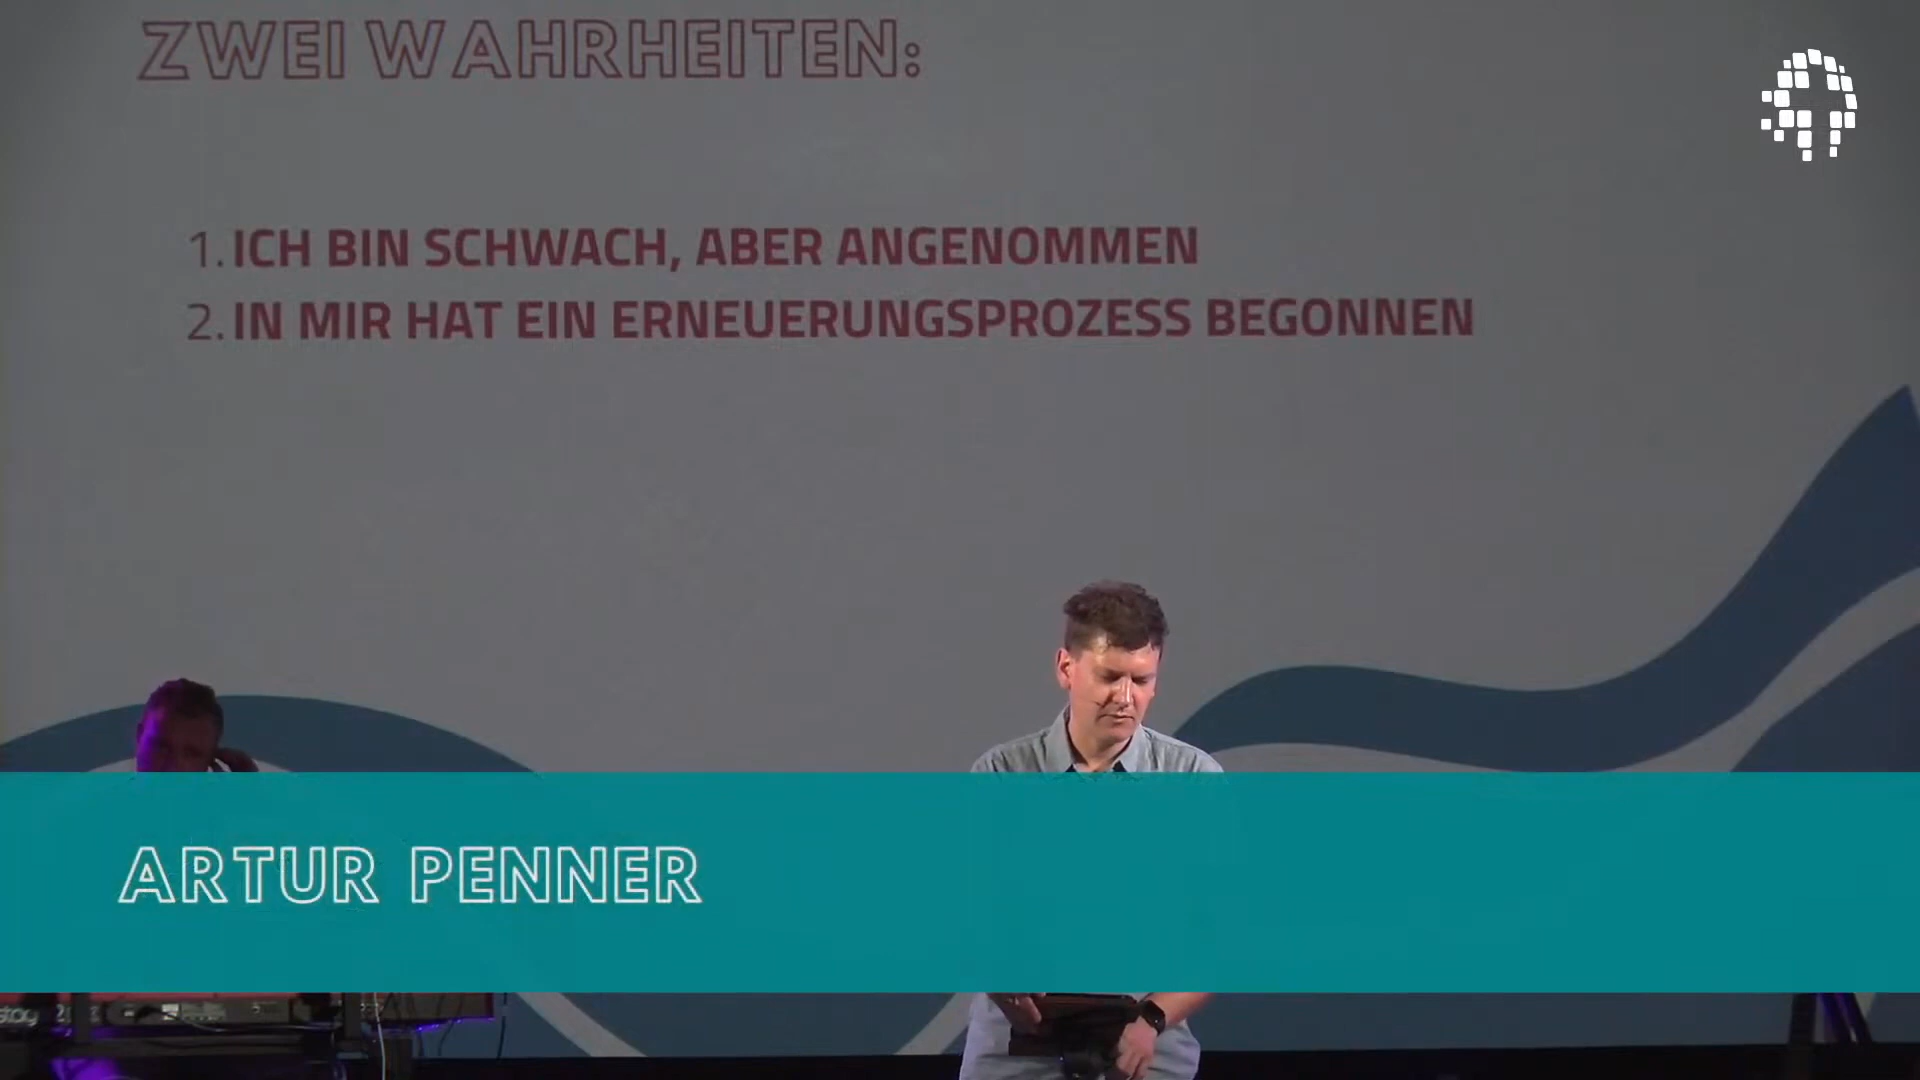 ZWEI WAHRHEITEN:
1. ICH BIN SCHWACH, ABER ANGENOMMEN
2. IN MIR HAT EIN ERNEUERUNGSPROZESS BEGONNEN
ARTUR PENNER